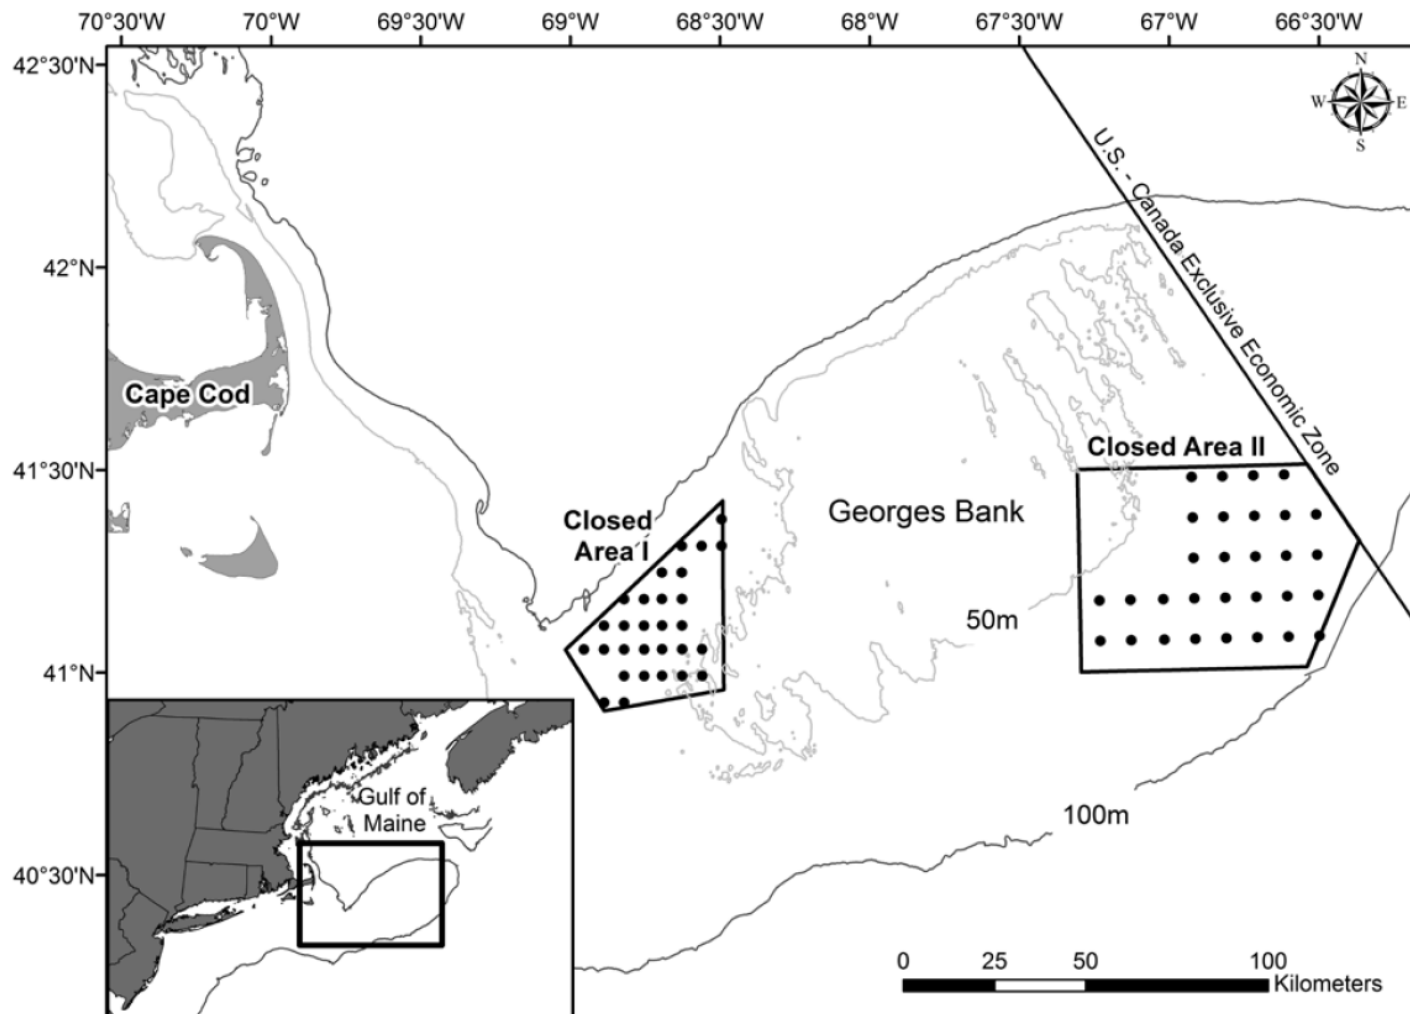 70°30'W 70°W 69°30'W 69°W 68°30'W 68°W 67°30'W 67°W 66°30'W
42°30'N
N
W E
S
U.S. - Canada Exclusive Economic Zone
42°N
Cape Cod
41°30'N
Closed Area II
Closed
Area I
Georges Bank
50m
41°N
Gulf of
Maine
100m
40°30'N
0 25 50 100
Kilometers